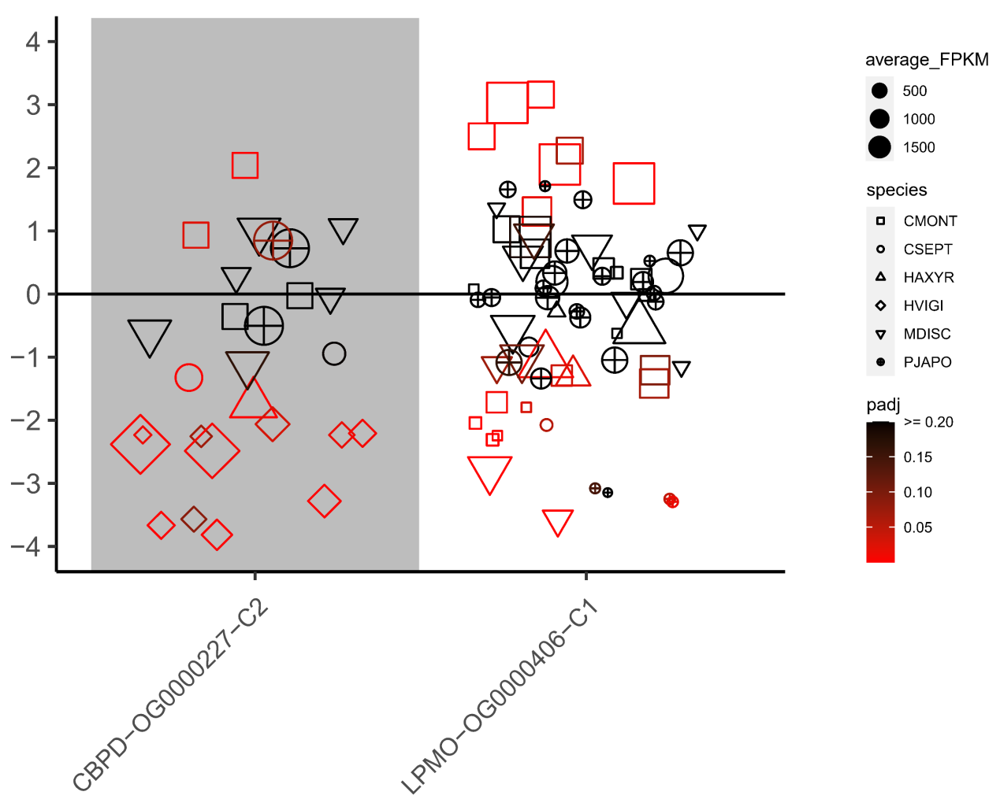 4
3
2
1
0
−1
−2
−3
−4
CBPD−OG0000227−C2
LPMO−OG0000406−C1
average_FPKM
500
1000
1500
species
CMONT
CSEPT
HAXYR
HVIGI
MDISC
PJAPO
padj
>= 0.20
0.15
0.10
0.05